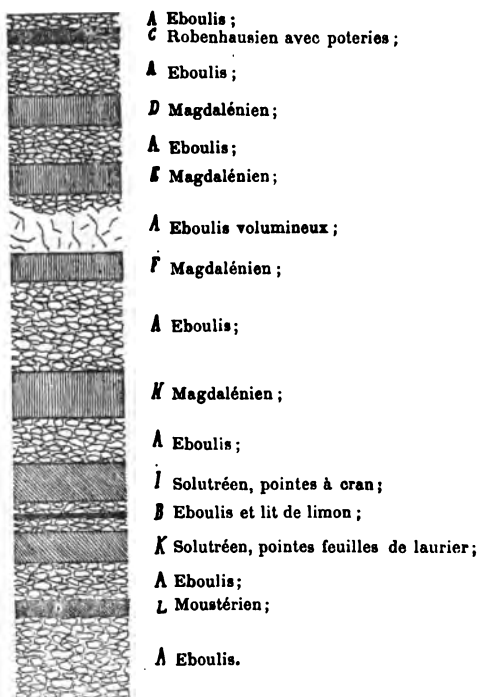 A Eboulis ;
C Robenhausien avec poteries ;
A Eboulis ;
D Magdalénien ;
A Eboulis ;
E Magdalénien ;
A Eboulis volumineux ;
F Magdalénien ;
A Eboulis ;
H Magdalénien ;
A Eboulis ;
I Solutréen, pointes à cran ;
B Eboulis et lit de limon ;
K Solutréen, pointes feuilles de laurier ;
A Eboulis ;
L Moustérien ;
A Eboulis.